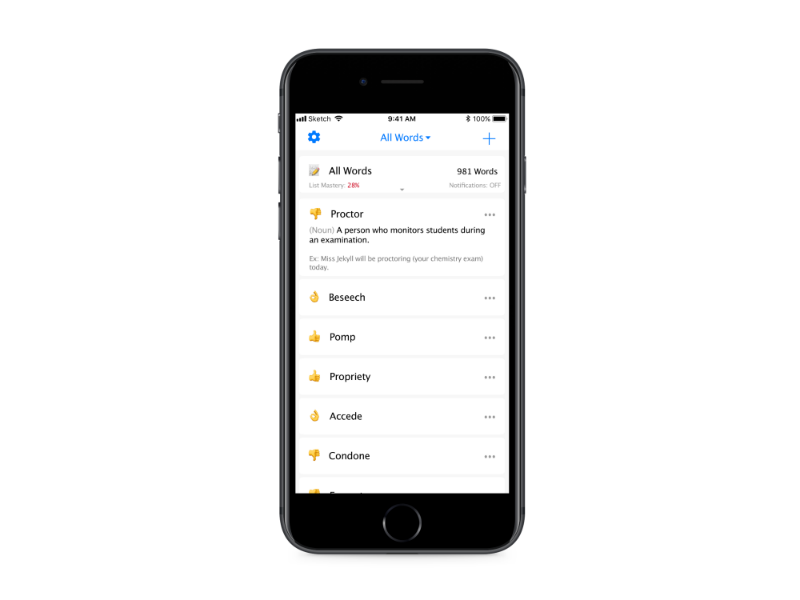 Sketch 9:41 AM 100%
All Words
All Words 981 Words
List Mastery: 28% Notifications: OFF
Proctor
(Noun) A person who monitors students during
an examination.
Ex: Miss Jekyll will be proctoring (your chemistry exam)
today.
Beseech
Pomp
Propriety
Accede
Condone